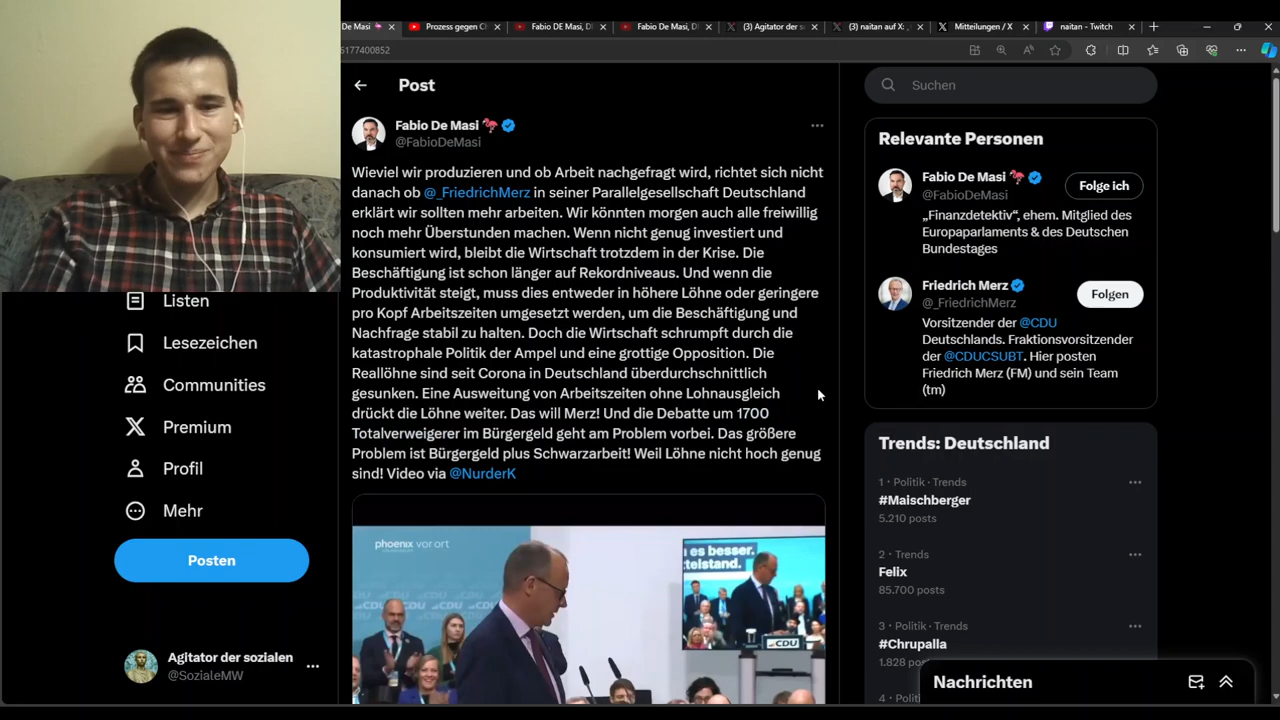 De Masi 🦩
Prozess gegen C
Fabio DE Masi, D
Fabio DE Masi, D
(3) Agitator der s
(3) naitan auf X:
Mitteilungen / X
naitan - Twitch
6177400852
Post
Fabio De Masi 🦩
@FabioDeMasi
Wieviel wir produzieren und ob Arbeit nachgefragt wird, richtet sich nicht
danach ob @_FriedrichMerz in seiner Parallelgesellschaft Deutschland
erklärt wir sollten mehr arbeiten. Wir könnten morgen auch alle freiwillig
noch mehr Überstunden machen. Wenn nicht genug investiert und
konsumiert wird, bleibt die Wirtschaft trotzdem in der Krise. Die
Beschäftigung ist schon länger auf Rekordniveaus. Und wenn die
Produktivität steigt, muss dies entweder in höhere Löhne oder geringere
pro Kopf Arbeitszeiten umgesetzt werden, um die Beschäftigung und
Nachfrage stabil zu halten. Doch die Wirtschaft schrumpft durch die
katastrophale Politik der Ampel und eine grottige Opposition. Die
Reallöhne sind seit Corona in Deutschland überdurchschnittlich
gesunken. Eine Ausweitung von Arbeitszeiten ohne Lohnausgleich
drückt die Löhne weiter. Das will Merz! Und die Debatte um 1700
Totalverweigerer im Bürgergeld geht am Problem vorbei. Das größere
Problem ist Bürgergeld plus Schwarzarbeit! Weil Löhne nicht hoch genug
sind! Video via @NurderK
phoenix vor ort
es besser.
ttelstand.
CDU
CDU
Listen
Lesezeichen
Communities
Premium
Profil
Mehr
Posten
Agitator der sozialen
@SozialeMW
Suchen
Relevante Personen
Fabio De Masi 🦩
@FabioDeMasi
Folge ich
„Finanzdetektiv“, ehem. Mitglied des
Europaparlaments & des Deutschen
Bundestages
Friedrich Merz
@_FriedrichMerz
Folgen
Vorsitzender der @CDU
Deutschlands. Fraktionsvorsitzender
der @CDUCSUBT. Hier posten
Friedrich Merz (FM) und sein Team
(tm)
Trends: Deutschland
1 · Politik · Trends
#Maischberger
5.210 posts
2 · Trends
Felix
85.700 posts
3 · Politik · Trends
#Chrupalla
1.828 pos
4 · Politi
Nachrichten